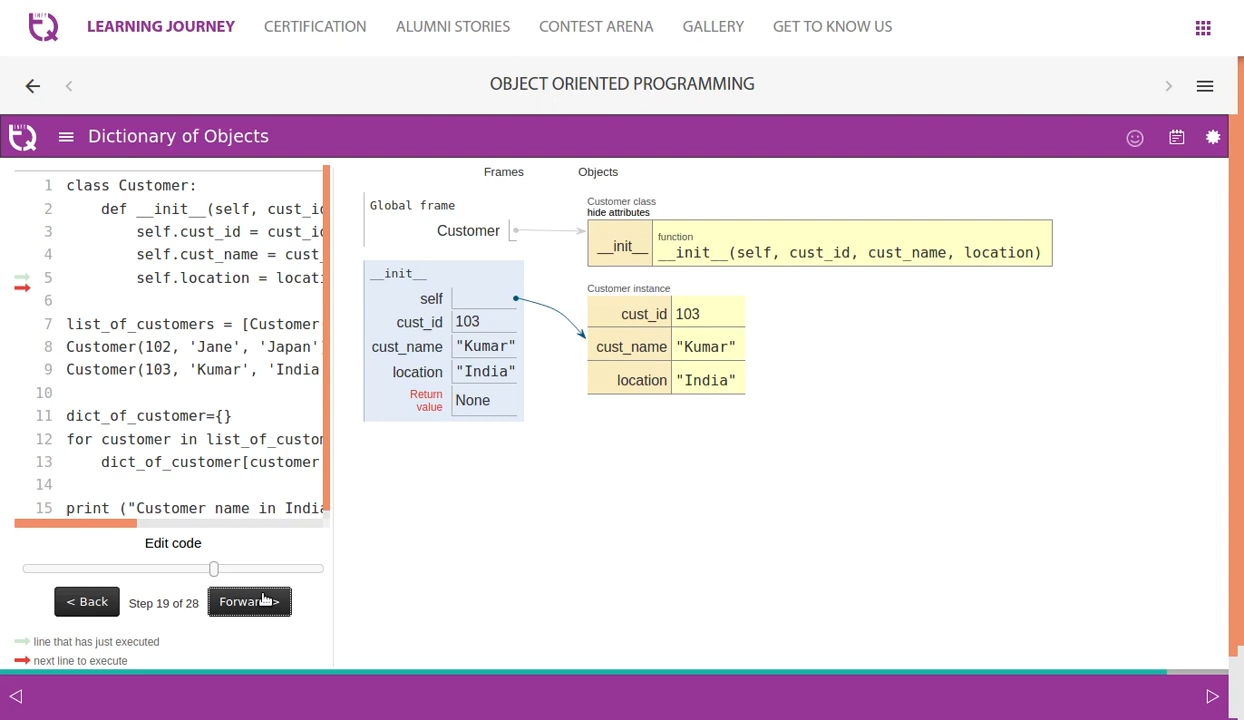 LEARNING JOURNEY CERTIFICATION ALUMNI STORIES CONTEST ARENA GALLERY GET TO KNOW US
OBJECT ORIENTED PROGRAMMING
Dictionary of Objects
1 class Customer:
2 def __init__(self, cust_id
3 self.cust_id = cust_id
4 self.cust_name = cust_
5 self.location = locati
6
7 list_of_customers = [Customer
8 Customer(102, 'Jane', 'Japan'
9 Customer(103, 'Kumar', 'India
10
11 dict_of_customer={}
12 for customer in list_of_custom
13 dict_of_customer[customer
14
15 print ("Customer name in India
Edit code
< Back Step 19 of 28 Forward >
line that has just executed
next line to execute
Frames Objects
Global frame
Customer
__init__
self
cust_id 103
cust_name "Kumar"
location "India"
Return
value None
Customer class
hide attributes
__init__ function
__init__(self, cust_id, cust_name, location)
Customer instance
cust_id 103
cust_name "Kumar"
location "India"